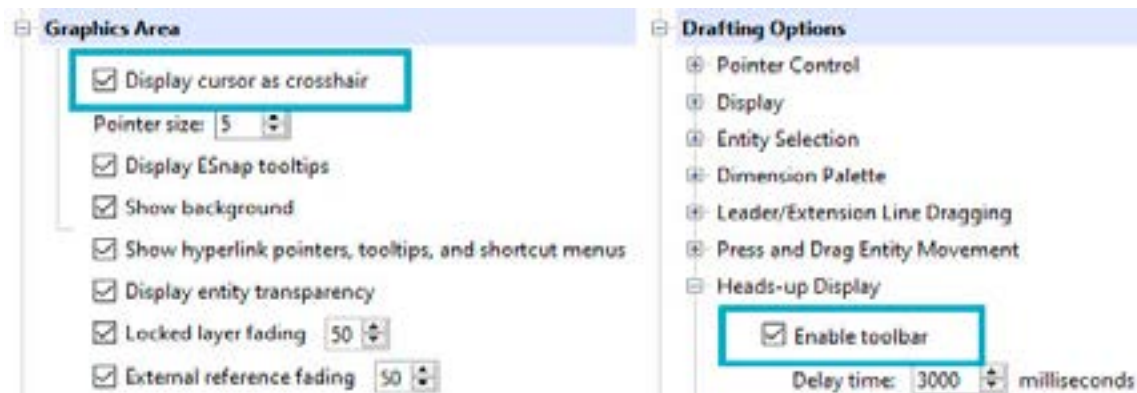 Graphics Area
Display cursor as crosshair
Pointer size: 5
Display ESnap tooltips
Show background
Show hyperlink pointers, tooltips, and shortcut menus
Display entity transparency
Locked layer fading 50
External reference fading 50
Drafting Options
Pointer Control
Display
Entity Selection
Dimension Palette
Leader/Extension Line Dragging
Press and Drag Entity Movement
Heads-up Display
Enable toolbar
Delay time: 3000 milliseconds